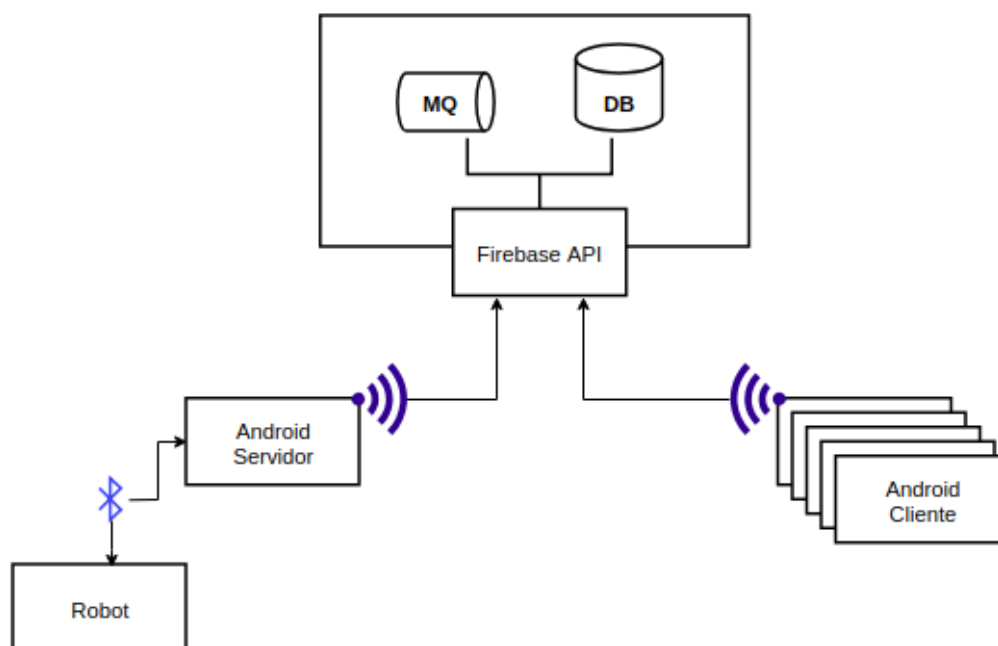 MQ
DB
Firebase API
Android
Servidor
Android
Cliente
Robot